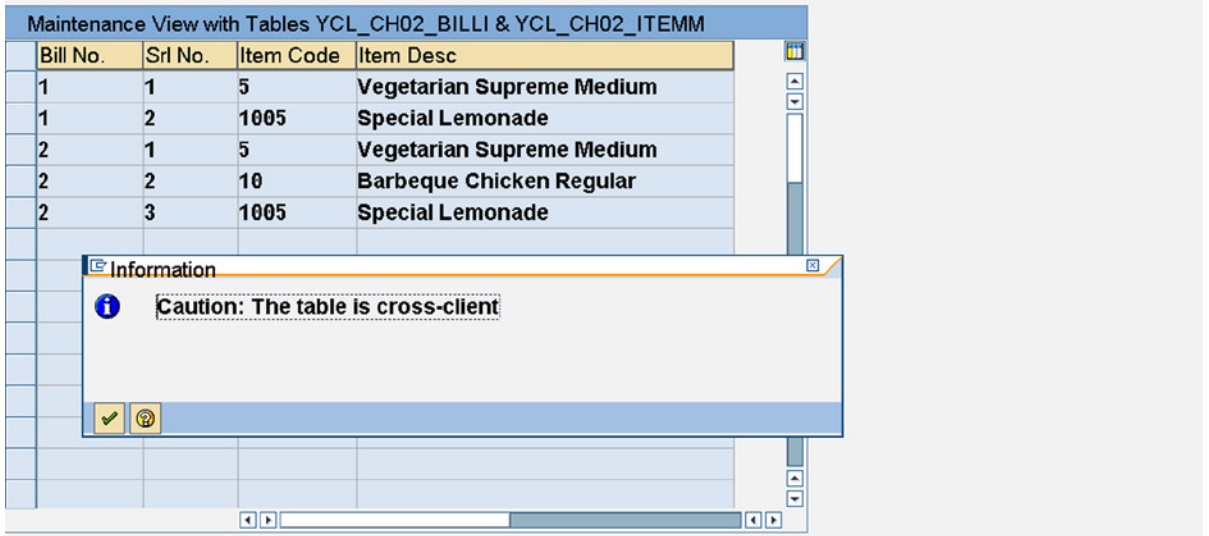 Maintenance View with Tables YCL_CH02_BILLI & YCL_CH02_ITEMM
Bill No. Srl No. Item Code Item Desc
1 1 5 Vegetarian Supreme Medium
1 2 1005 Special Lemonade
2 1 5 Vegetarian Supreme Medium
2 2 10 Barbeque Chicken Regular
2 3 1005 Special Lemonade
Information
Caution: The table is cross-client